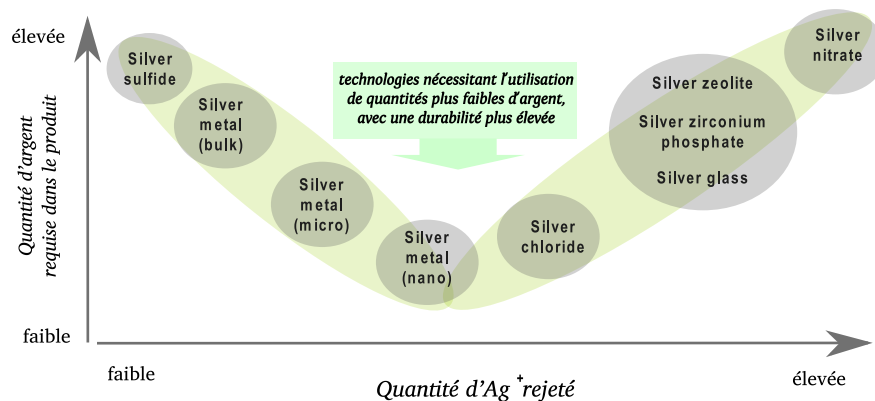 élevée
Quantité d'argent
requise dans le produit
faible
Silver
sulfide
Silver
metal
(bulk)
Silver
metal
(micro)
Silver
metal
(nano)
technologies nécessitant l'utilisation
de quantités plus faibles d'argent,
avec une durabilité plus élevée
Silver
chloride
Silver zeolite
Silver zirconium
phosphate
Silver glass
Silver
nitrate
faible
Quantité d'Ag⁺rejeté
élevée